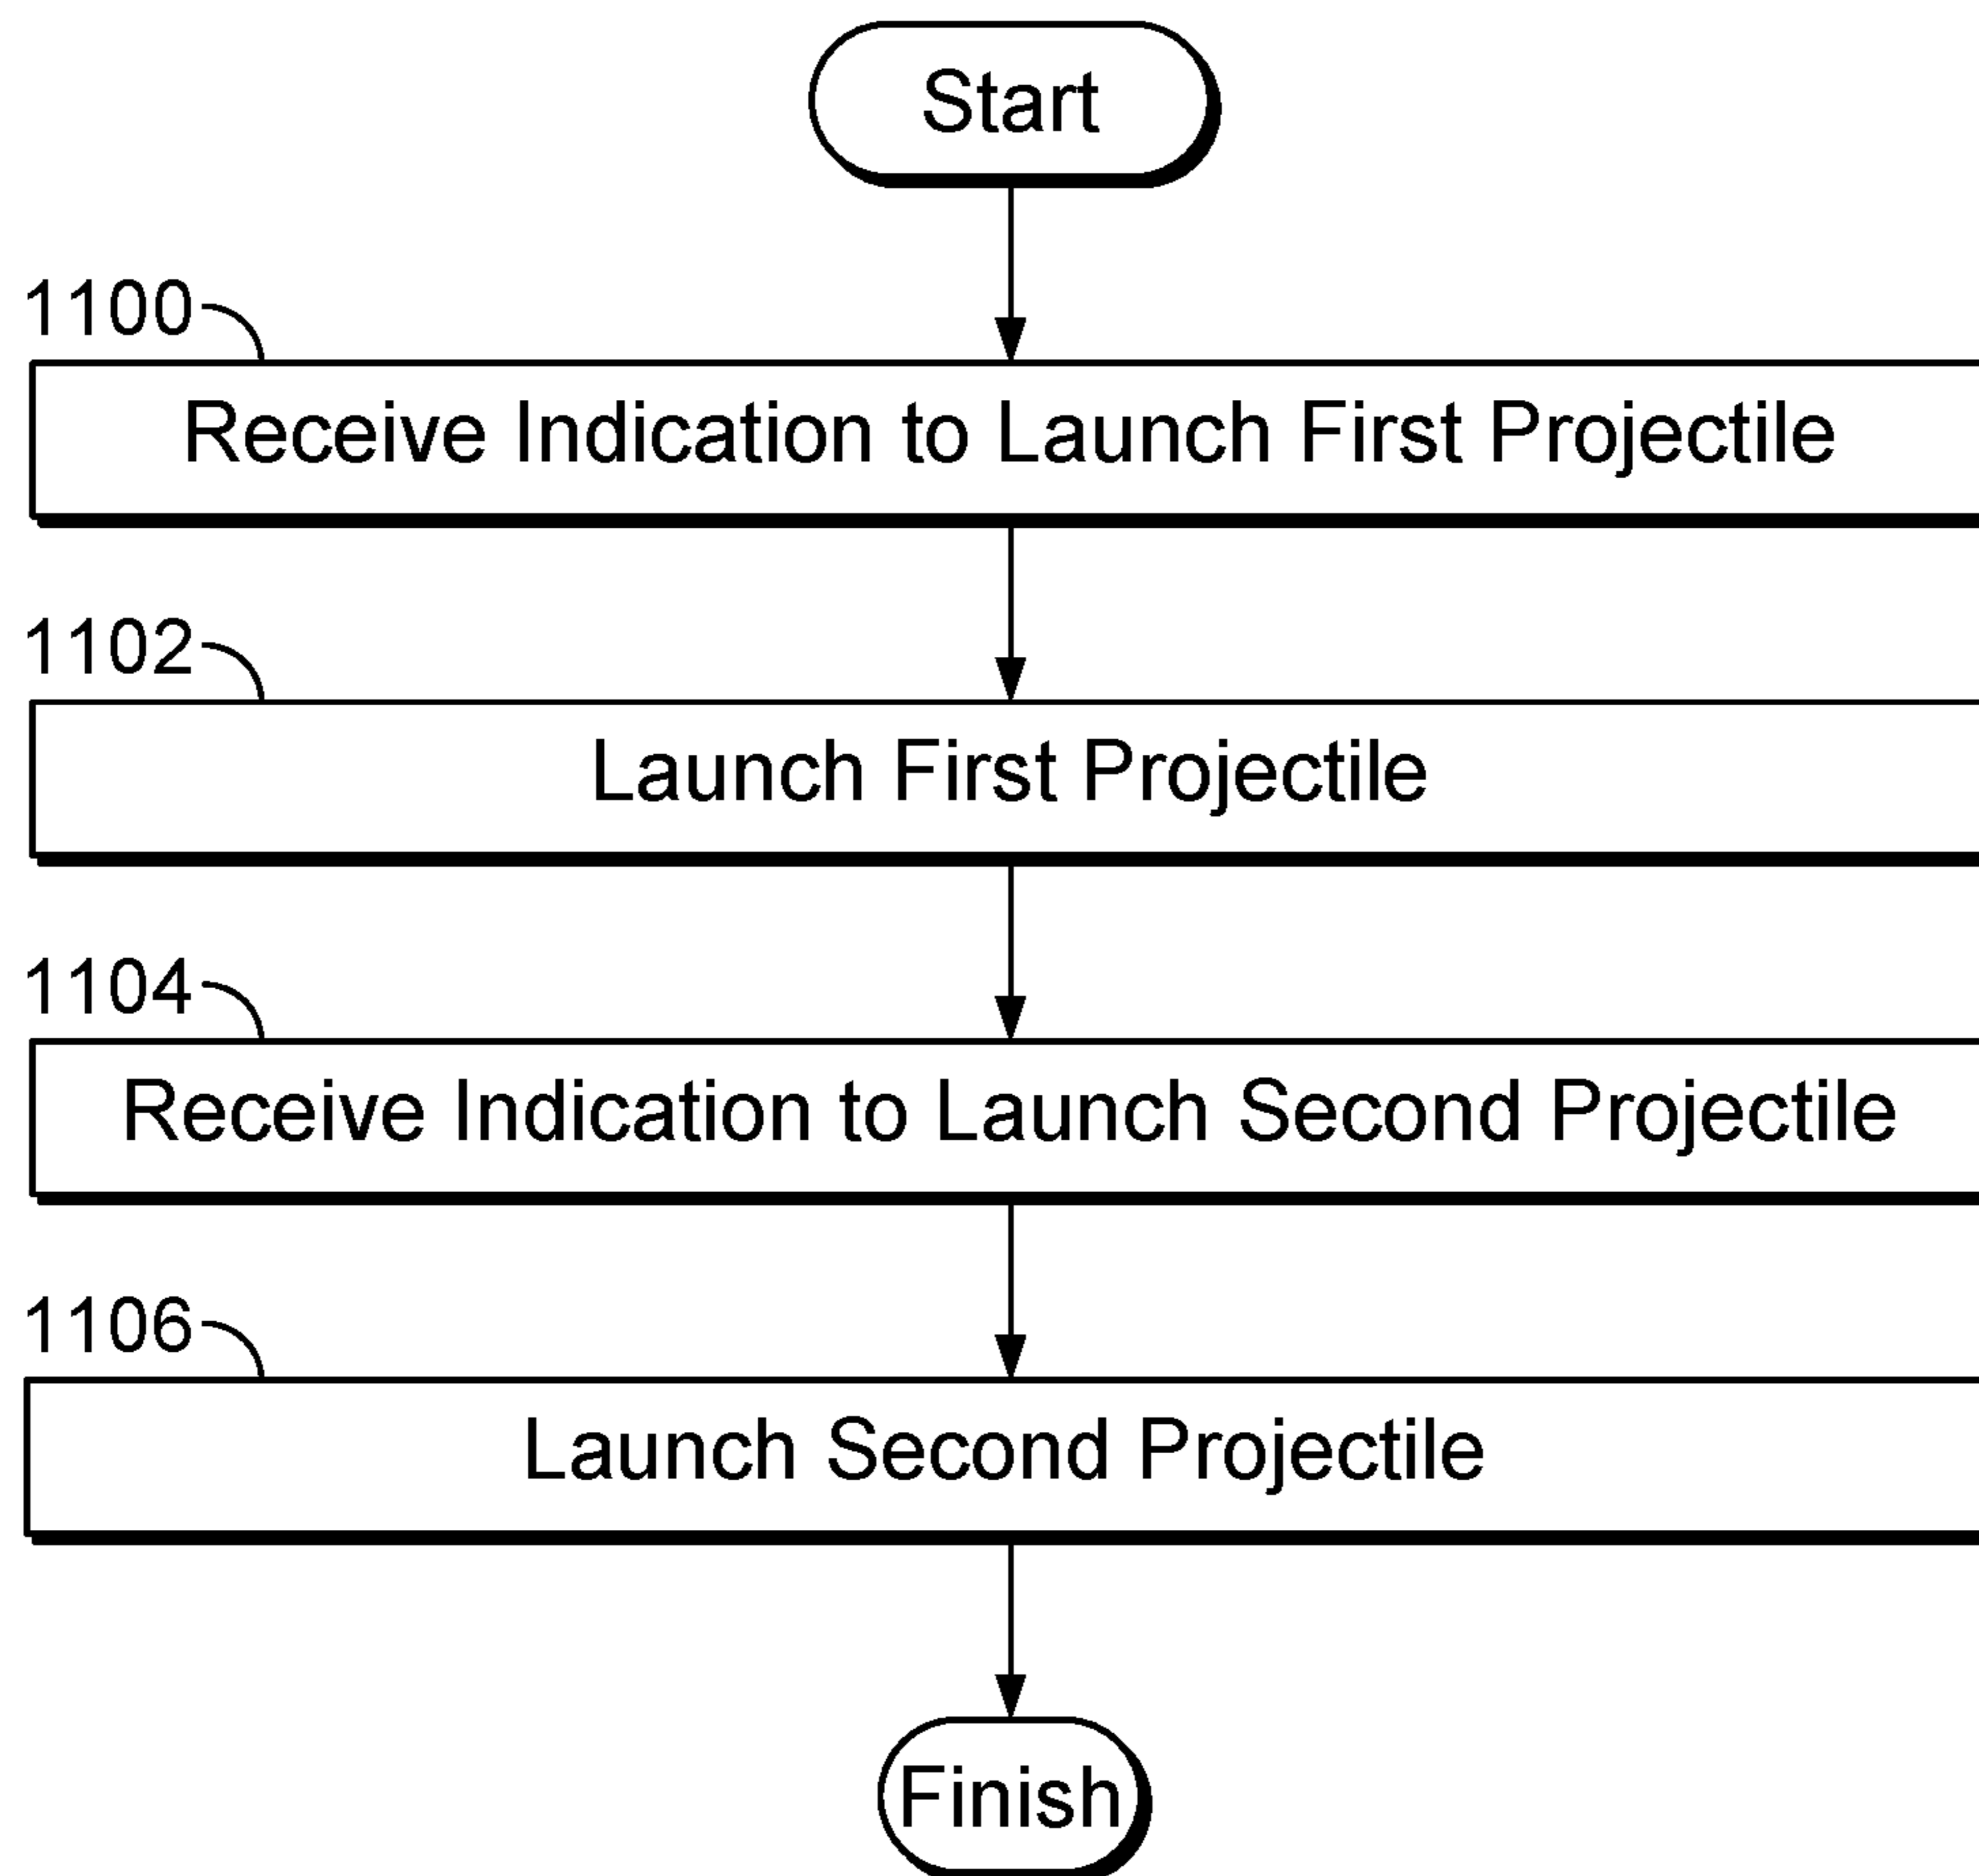 Start
1100
Receive Indication to Launch First Projectile
1102
Launch First Projectile
1104
Receive Indication to Launch Second Projectile
1106
Launch Second Projectile
Finish